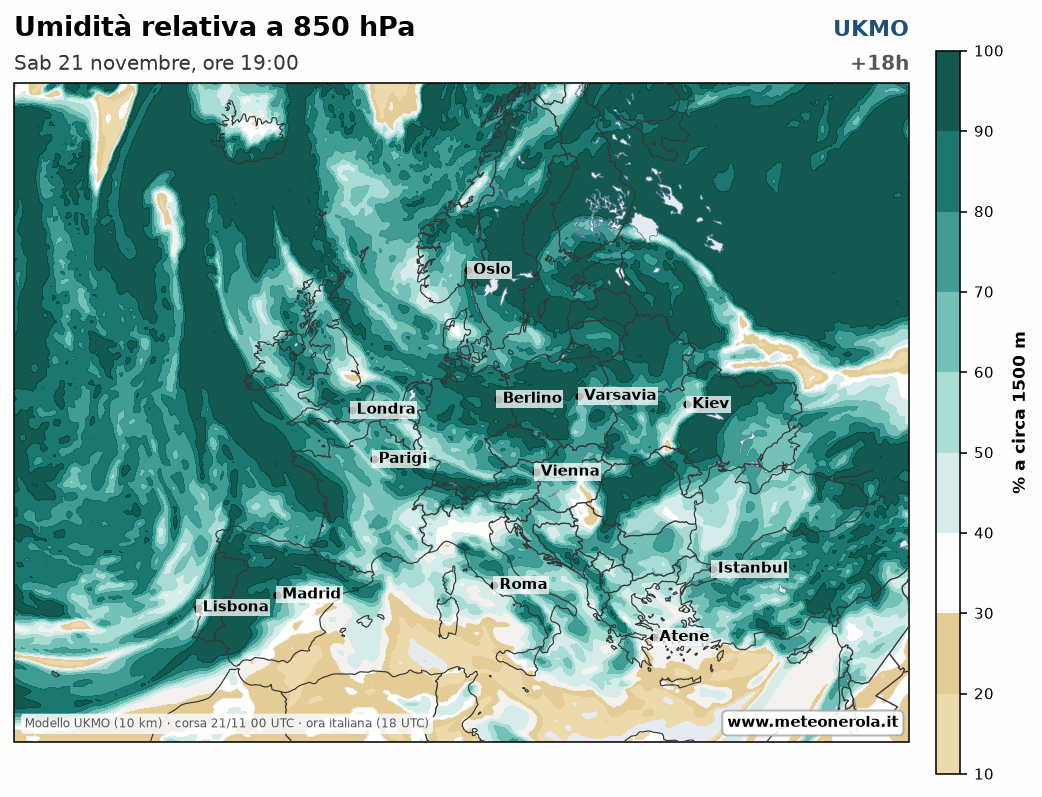 Umidità relativa a 850 hPa
UKMO
Sab 21 novembre, ore 19:00
+18h
100
90
80
70
60
50
40
30
20
10
% a circa 1500 m
Oslo
Berlino
Varsavia
Kiev
Londra
Parigi
Vienna
Istanbul
Roma
Madrid
Lisbona
Atene
Modello UKMO (10 km) · corsa 21/11 00 UTC · ora italiana (18 UTC)
www.meteonerola.it